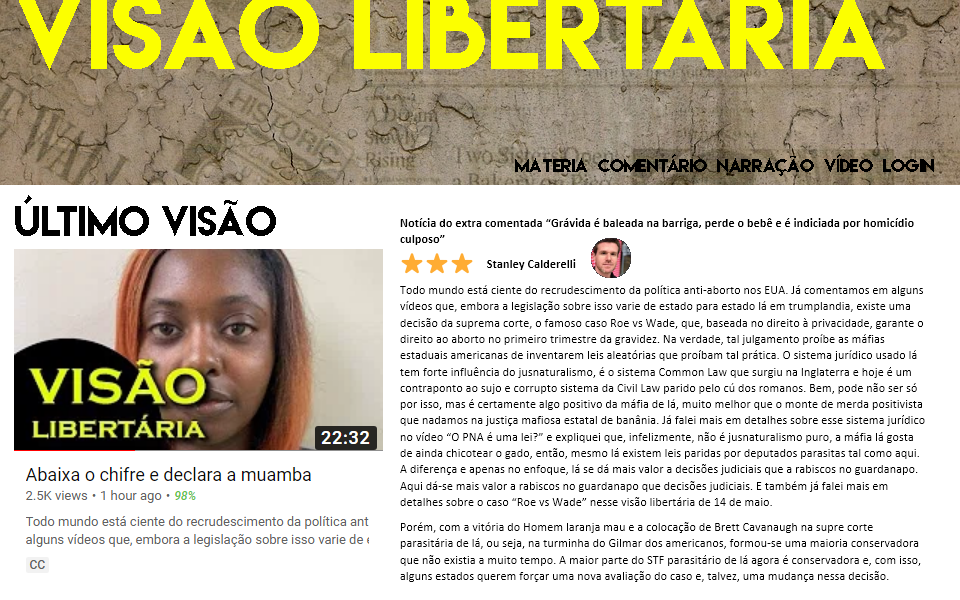 VISÃO LIBERTÁRIA
HISTORIC
A Dream
Slowly
Rising
MATERIA COMENTÁRIO NARRAÇÃO VÍDEO LOGIN
ÚLTIMO VISÃO
VISÃO
LIBERTÁRIA
22:32
Abaixa o chifre e declara a muamba
2.5K views • 1 hour ago • 98%
Todo mundo está ciente do recrudescimento da política ant
alguns vídeos que, embora a legislação sobre isso varie de e
CC
Notícia do extra comentada “Grávida é baleada na barriga, perde o bebê e é indiciada por homicídio
culposo”
Stanley Calderelli
Todo mundo está ciente do recrudescimento da política anti-aborto nos EUA. Já comentamos em alguns
vídeos que, embora a legislação sobre isso varie de estado para estado lá em trumplandia, existe uma
decisão da suprema corte, o famoso caso Roe vs Wade, que, baseada no direito à privacidade, garante o
direito ao aborto no primeiro trimestre da gravidez. Na verdade, tal julgamento proíbe as máfias
estaduais americanas de inventarem leis aleatórias que proíbam tal prática. O sistema jurídico usado lá
tem forte influência do jusnaturalismo, é o sistema Common Law que surgiu na Inglaterra e hoje é um
contraponto ao sujo e corrupto sistema da Civil Law parido pelo cú dos romanos. Bem, pode não ser só
por isso, mas é certamente algo positivo da máfia de lá, muito melhor que o monte de merda positivista
que nadamos na justiça mafiosa estatal de banânia. Já falei mais em detalhes sobre esse sistema jurídico
no vídeo “O PNA é uma lei?” e expliquei que, infelizmente, não é jusnaturalismo puro, a máfia lá gosta
de ainda chicotear o gado, então, mesmo lá existem leis paridas por deputados parasitas tal como aqui.
A diferença e apenas no enfoque, lá se dá mais valor a decisões judiciais que a rabiscos no guardanapo.
Aqui dá-se mais valor a rabiscos no guardanapo que decisões judiciais. E também já falei mais em
detalhes sobre o caso “Roe vs Wade” nesse visão libertária de 14 de maio.
Porém, com a vitória do Homem laranja mau e a colocação de Brett Cavanaugh na supre corte
parasitária de lá, ou seja, na turminha do Gilmar dos americanos, formou-se uma maioria conservadora
que não existia a muito tempo. A maior parte do STF parasitário de lá agora é conservadora e, com isso,
alguns estados querem forçar uma nova avaliação do caso e, talvez, uma mudança nessa decisão.